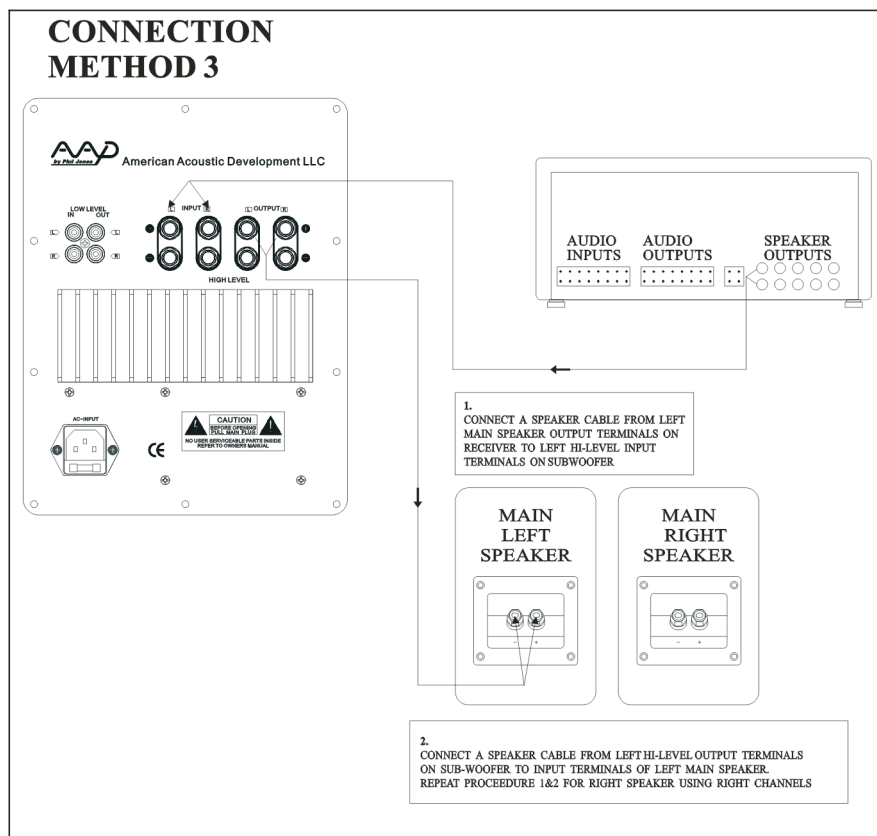 CONNECTION
METHOD 3
AAD
by Phil Jones
American Acoustic Development LLC
LOW LEVEL
IN OUT
L L
R R
L INPUT R
L OUTPUT R
HIGH LEVEL
AUDIO
INPUTS
AUDIO
OUTPUTS
SPEAKER
OUTPUTS
AC-INPUT
CAUTION
BEFORE OPENING
PULL MAIN PLUG
NO USER SERVICEABLE PARTS INSIDE
REFER TO OWNERS MANUAL
CE
1.
CONNECT A SPEAKER CABLE FROM LEFT
MAIN SPEAKER OUTPUT TERMINALS ON
RECEIVER TO LEFT HI-LEVEL INPUT
TERMINALS ON SUBWOOFER
MAIN
LEFT
SPEAKER
- +
MAIN
RIGHT
SPEAKER
- +
2.
CONNECT A SPEAKER CABLE FROM LEFT HI-LEVEL OUTPUT TERMINALS
ON SUB-WOOFER TO INPUT TERMINALS OF LEFT MAIN SPEAKER.
REPEAT PROCEEDURE 1&2 FOR RIGHT SPEAKER USING RIGHT CHANNELS